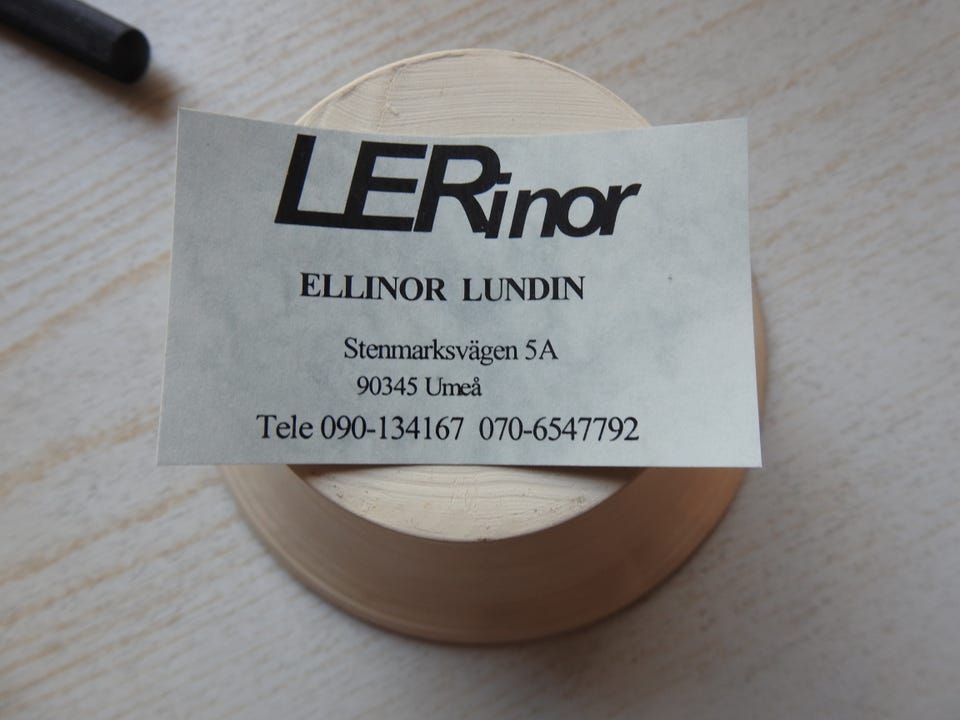 LERinor
ELLINOR LUNDIN
Stenmarksvägen 5A
90345 Umeå
Tele 090-134167 070-6547792